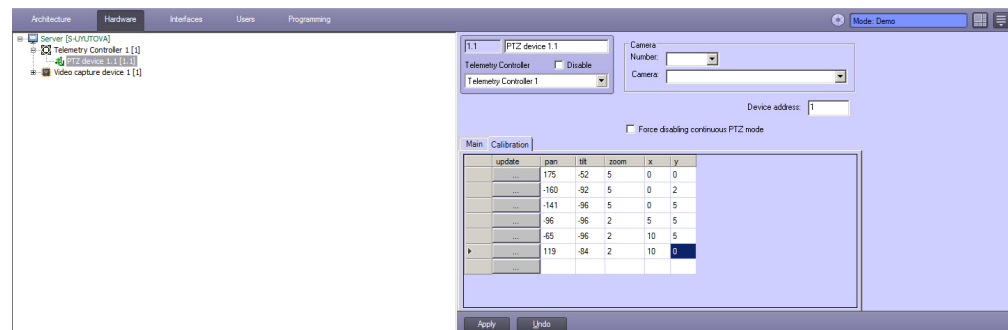 Architecture Hardware Interfaces Users Programming Mode: Demo
Server [S-UYUTOVA]
Telemetry Controller 1 [1]
PTZ device 1.1 [1.1]
Video capture device 1 [1]
1.1 PTZ device 1.1
Telemetry Controller Disable
Telemetry Controller 1
Camera
Number:
Camera:
Device address: 1
Force disabling continuous PTZ mode
Main Calibration
update pan tilt zoom x y
... 175 -52 5 0 0
... -160 -92 5 0 2
... -141 -96 5 0 5
... -96 -96 2 5 5
... -65 -96 2 10 5
... 119 -84 2 10 0
...
Apply Undo